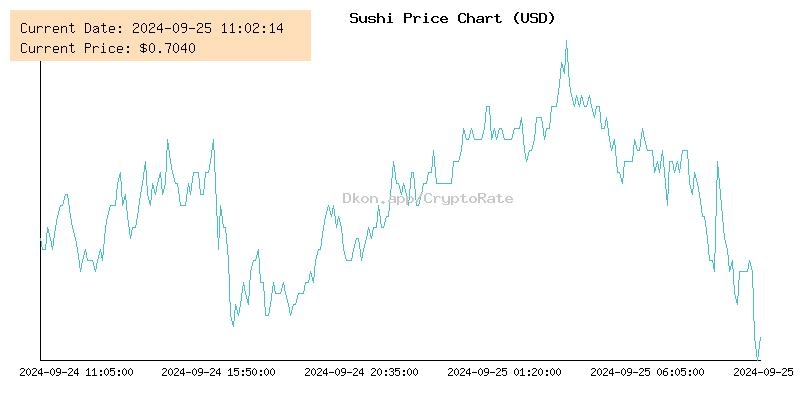 Sushi Price Chart (USD)
Current Date: 2024-09-25 11:02:14
Current Price: $0.7040
Dkon.app/CryptoRate
2024-09-24 11:05:00 2024-09-24 15:50:00 2024-09-24 20:35:00 2024-09-25 01:20:00 2024-09-25 06:05:00 2024-09-25